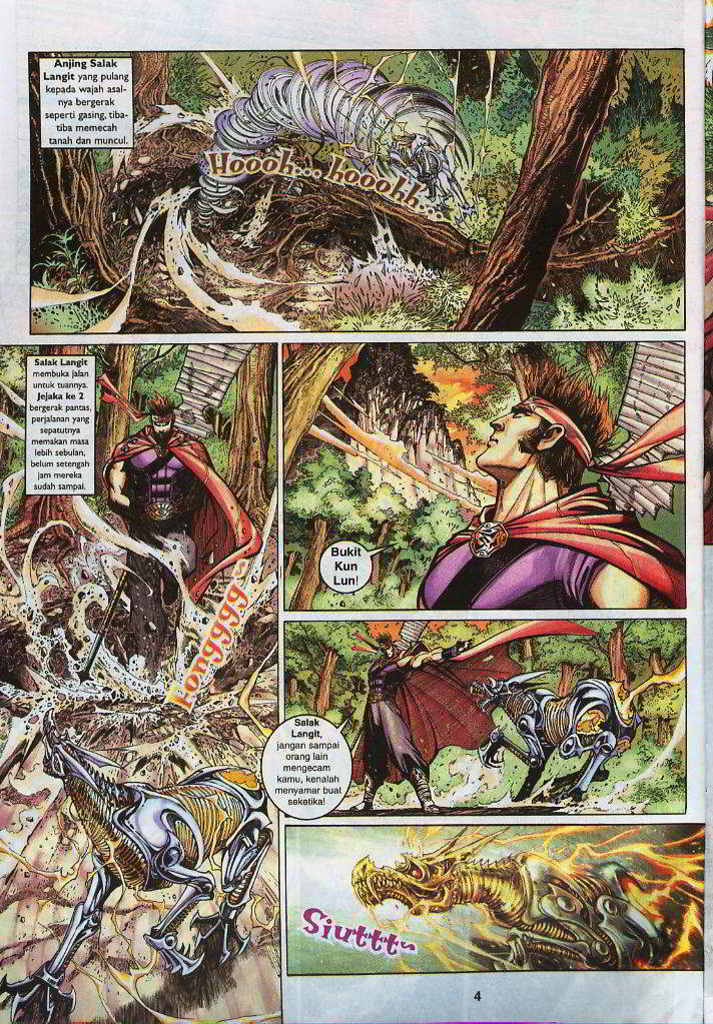 Anjing Salak
Langit yang pulang
kepada wajah asal-
nya bergerak
seperti gasing, tiba-
tiba memecah
tanah dan muncul.
Hoooh... hooohh...
Salak Langit
membuka jalan
untuk tuannya.
Jejaka ke 2
bergerak pantas,
perjalanan yang
sepatutnya
memakan masa
lebih sebulan,
belum setengah
jam mereka
sudah sampai.
Pongggg~
Bukit
Kun
Lun!
Salak
Langit,
jangan sampai
orang lain
mengecam
kamu, kenalah
menyamar buat
seketika!
Siuttt~
4